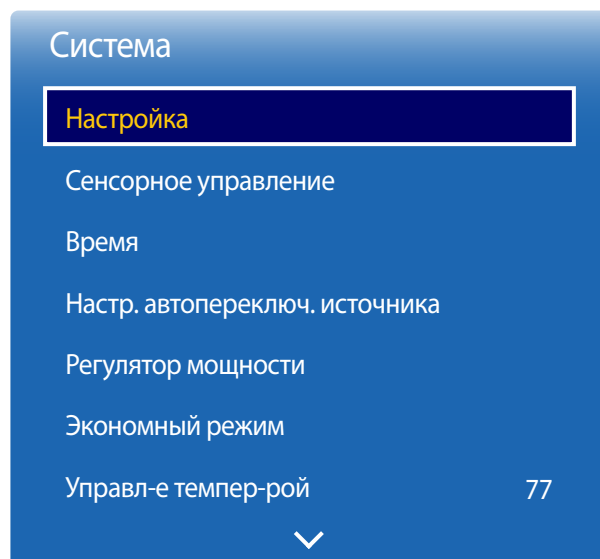 Система
Настройка
Сенсорное управление
Время
Настр. автопереключ. источника
Регулятор мощности
Экономный режим
Управл-е темпер-рой 77